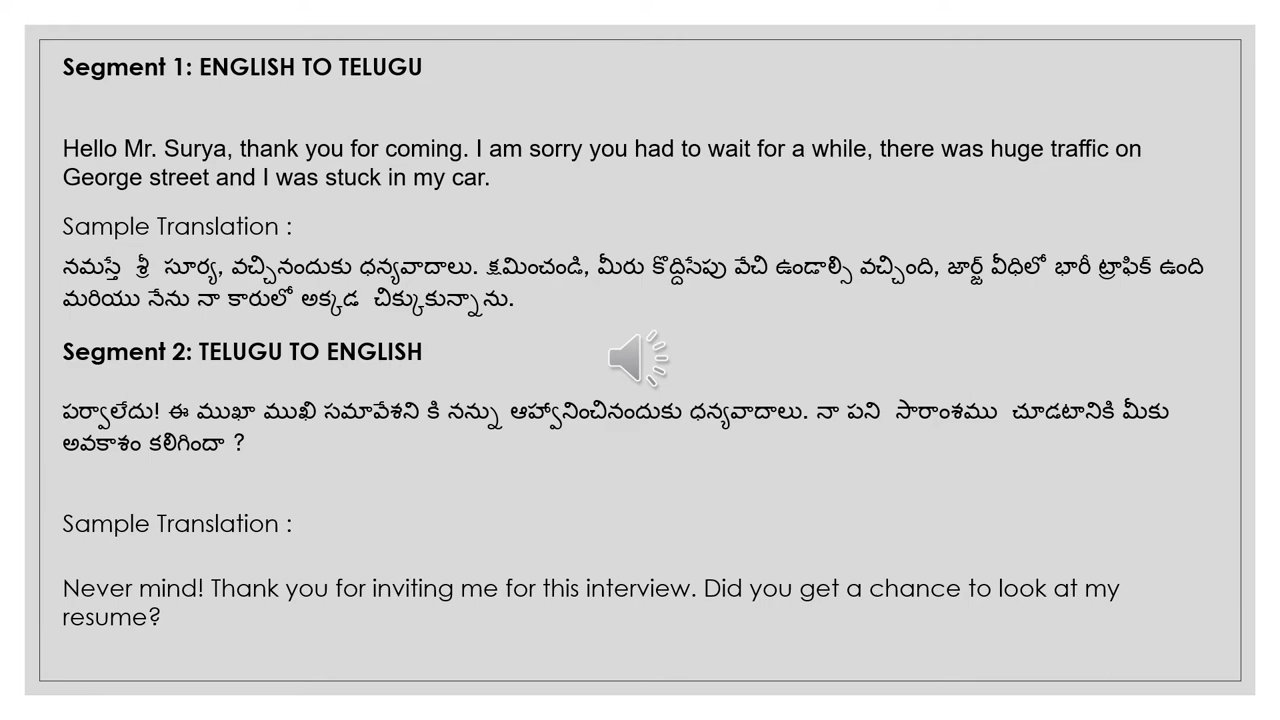 Segment 1: ENGLISH TO TELUGU
Hello Mr. Surya, thank you for coming. I am sorry you had to wait for a while, there was huge traffic on
George street and I was stuck in my car.
Sample Translation :
నమస్తే శ్రీ సూర్య, వచ్చినందుకు ధన్యవాదాలు. క్షమించండి, మీరు కొద్దిసేపు వేచి ఉండాల్సి వచ్చింది, జార్జ్ వీధిలో భారీ ట్రాఫిక్ ఉంది
మరియు నేను నా కారులో అక్కడ చిక్కుకున్నాను.
Segment 2: TELUGU TO ENGLISH
పర్వాలేదు! ఈ ముఖా ముఖి సమావేశని కి నన్ను ఆహ్వానించినందుకు ధన్యవాదాలు. నా పని సారాంశము చూడటానికి మీకు
అవకాశం కలిగిందా ?
Sample Translation :
Never mind! Thank you for inviting me for this interview. Did you get a chance to look at my
resume?